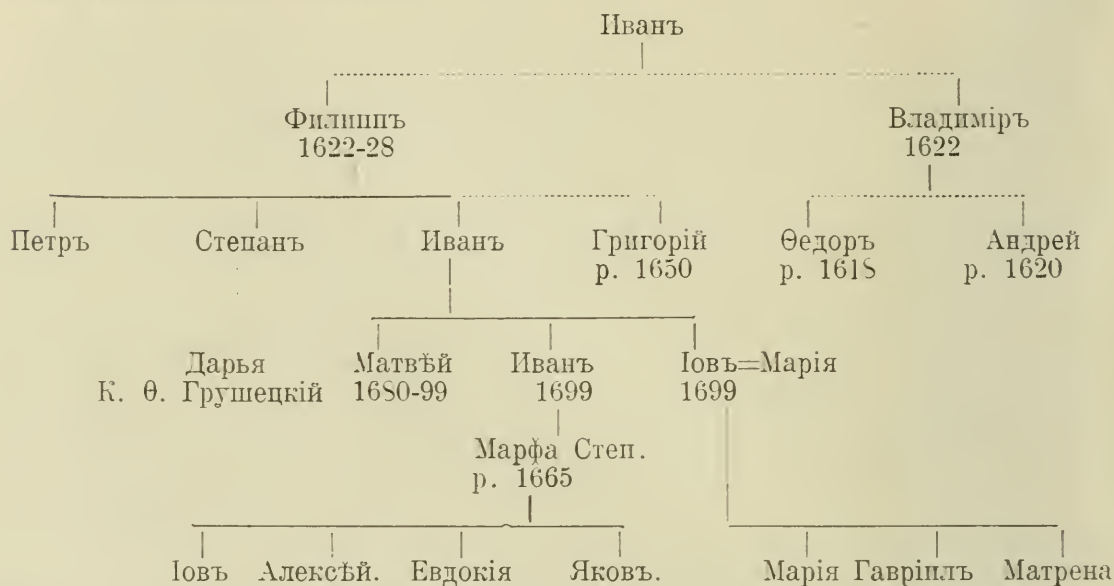 Иванъ
Филиппъ Владиміръ
1622-28 1622
Петръ Степанъ Иванъ Григорій Ѳедоръ Андрей
р. 1650 р. 1618 р. 1620
Дарья Матвѣй Иванъ Іовъ=Марія
К. Ѳ. Грушецкій 1680-99 1699 1699
Марфа Степ.
р. 1665
Іовъ Алексѣй. Евдокія Яковъ. Марія Гавріилъ Матрена